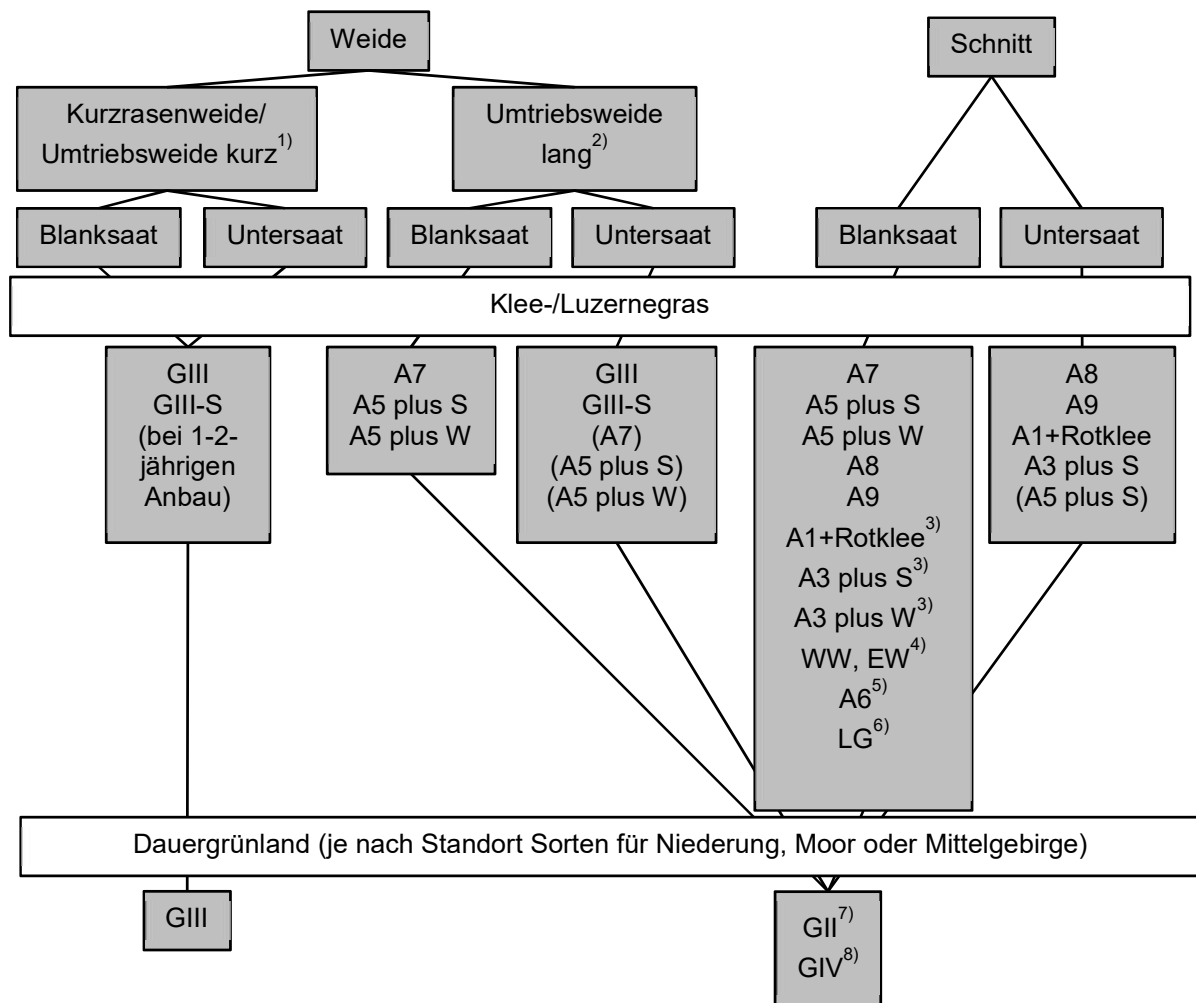 Weide
Schnitt
Kurzrasenweide/
Umtriebsweide kurz1)
Umtriebsweide
lang2)
Blanksaat
Untersaat
Blanksaat
Untersaat
Blanksaat
Untersaat
Klee-/Luzernegras
GIII
GIII-S
(bei 1-2-
jährigen
Anbau)
A7
A5 plus S
A5 plus W
GIII
GIII-S
(A7)
(A5 plus S)
(A5 plus W)
A7
A5 plus S
A5 plus W
A8
A9
A1+Rotklee3)
A3 plus S3)
A3 plus W3)
WW, EW4)
A65)
LG6)
A8
A9
A1+Rotklee
A3 plus S
(A5 plus S)
Dauergrünland (je nach Standort Sorten für Niederung, Moor oder Mittelgebirge)
GIII
GII7)
GIV8)